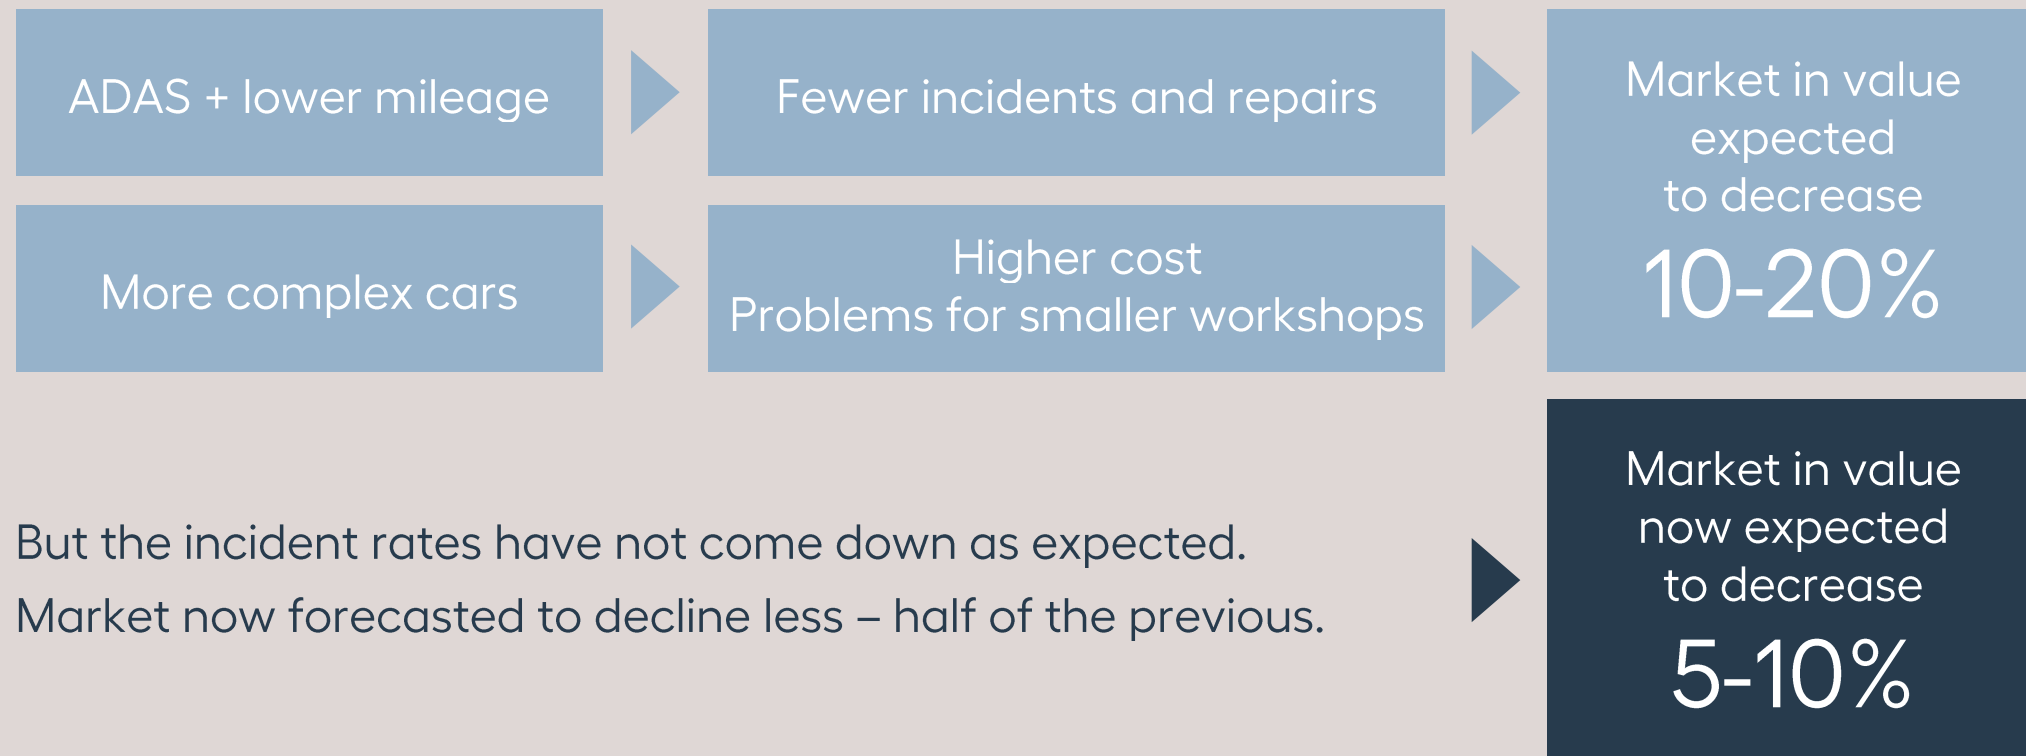 ADAS + lower mileage
Fewer incidents and repairs
More complex cars
Higher cost
Problems for smaller workshops
Market in value
expected
to decrease
10-20%
But the incident rates have not come down as expected.
Market now forecasted to decline less – half of the previous.
Market in value
now expected
to decrease
5-10%